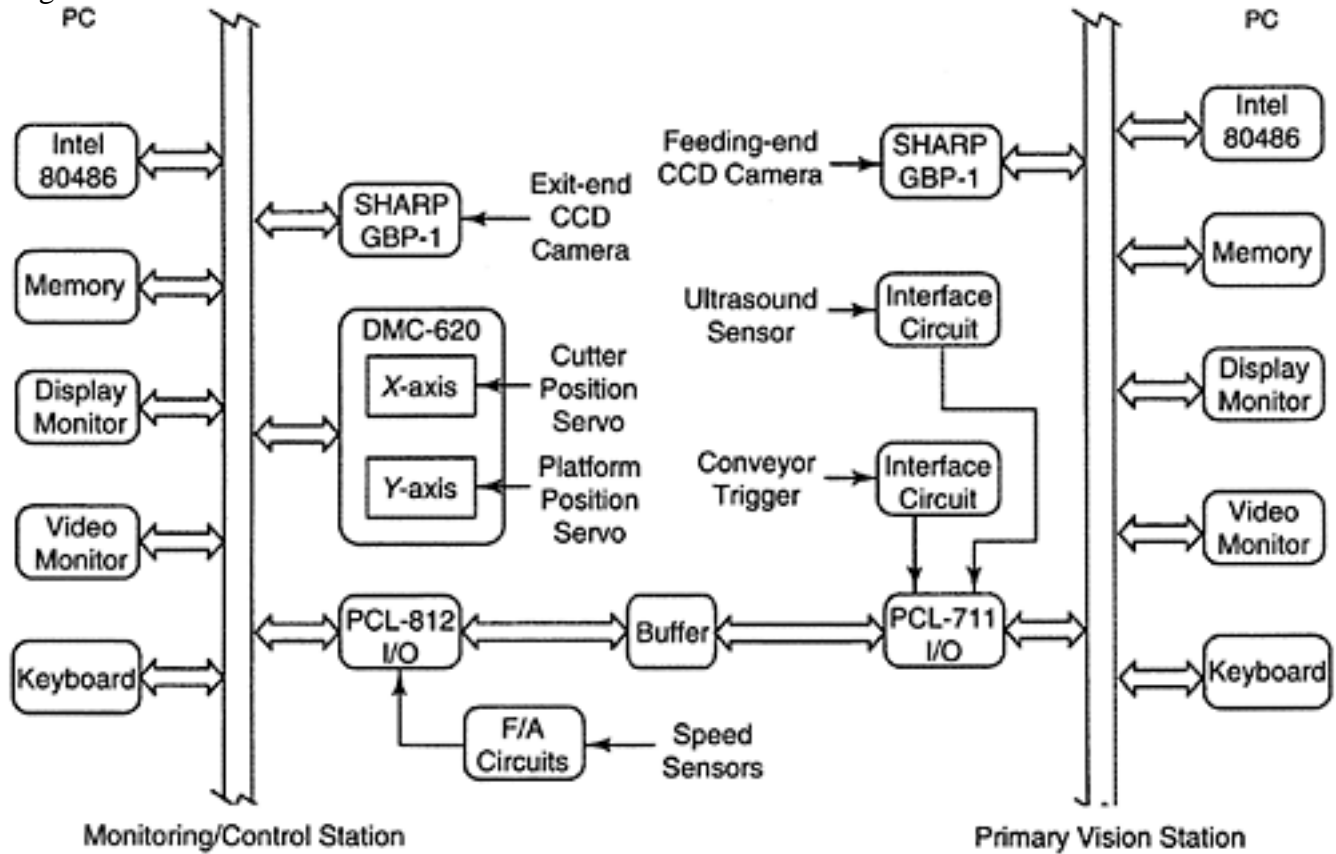 PC
PC
Intel
80486
Memory
Display
Monitor
Video
Monitor
Keyboard
SHARP
GBP-1
Exit-end
CCD
Camera
DMC-620
X-axis
Cutter
Position
Servo
Y-axis
Platform
Position
Servo
PCL-812
I/O
F/A
Circuits
Speed
Sensors
Buffer
Feeding-end
CCD Camera
SHARP
GBP-1
Ultrasound
Sensor
Interface
Circuit
Conveyor
Trigger
Interface
Circuit
PCL-711
I/O
Intel
80486
Memory
Display
Monitor
Video
Monitor
Keyboard
Monitoring/Control Station
Primary Vision Station